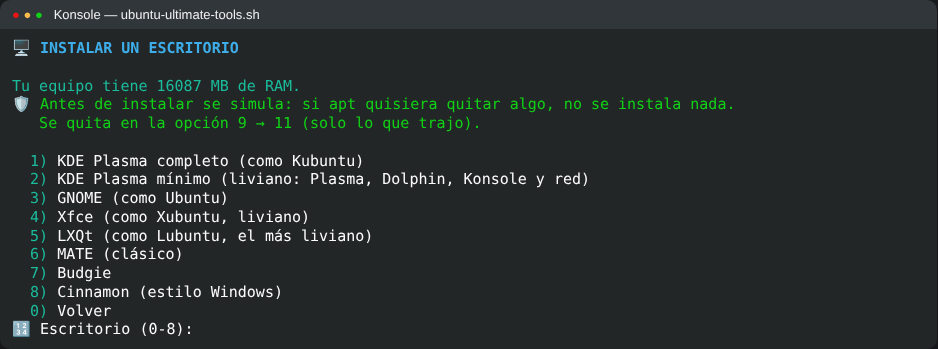 Konsole — ubuntu-ultimate-tools.sh
🖥️ INSTALAR UN ESCRITORIO
Tu equipo tiene 16087 MB de RAM.
🛡️ Antes de instalar se simula: si apt quisiera quitar algo, no se instala nada.
Se quita en la opción 9 → 11 (solo lo que trajo).
1) KDE Plasma completo (como Kubuntu)
2) KDE Plasma mínimo (liviano: Plasma, Dolphin, Konsole y red)
3) GNOME (como Ubuntu)
4) Xfce (como Xubuntu, liviano)
5) LXQt (como Lubuntu, el más liviano)
6) MATE (clásico)
7) Budgie
8) Cinnamon (estilo Windows)
0) Volver
🔢 Escritorio (0-8):